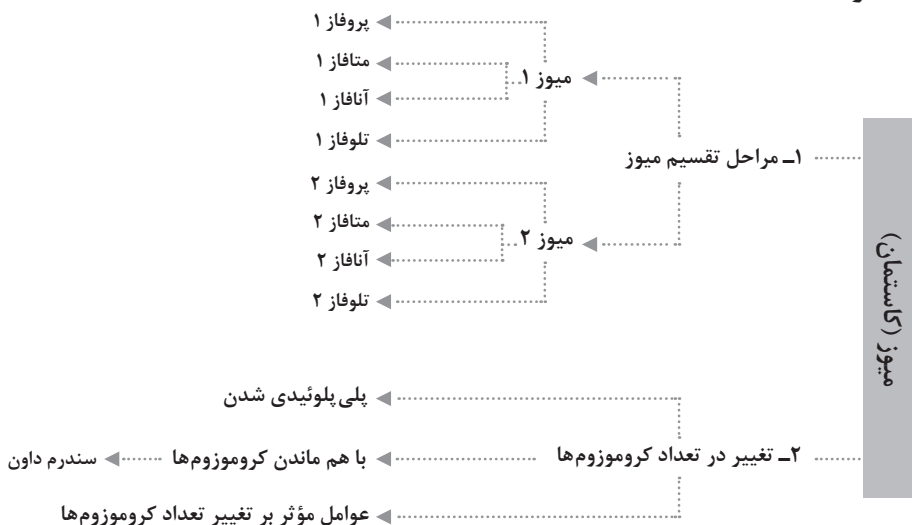 میوز (کاستمان)
۱ــ مراحل تقسیم میوز
میوز ۱
پروفاز ۱
متافاز ۱
آنافاز ۱
تلوفاز ۱
میوز ۲
پروفاز ۲
متافاز ۲
آنافاز ۲
تلوفاز ۲
۲ــ تغییر در تعداد کروموزوم‌ها
پلی‌پلوئیدی شدن
با هم ماندن کروموزوم‌ها
سندرم داون
عوامل مؤثر بر تغییر تعداد کروموزوم‌ها